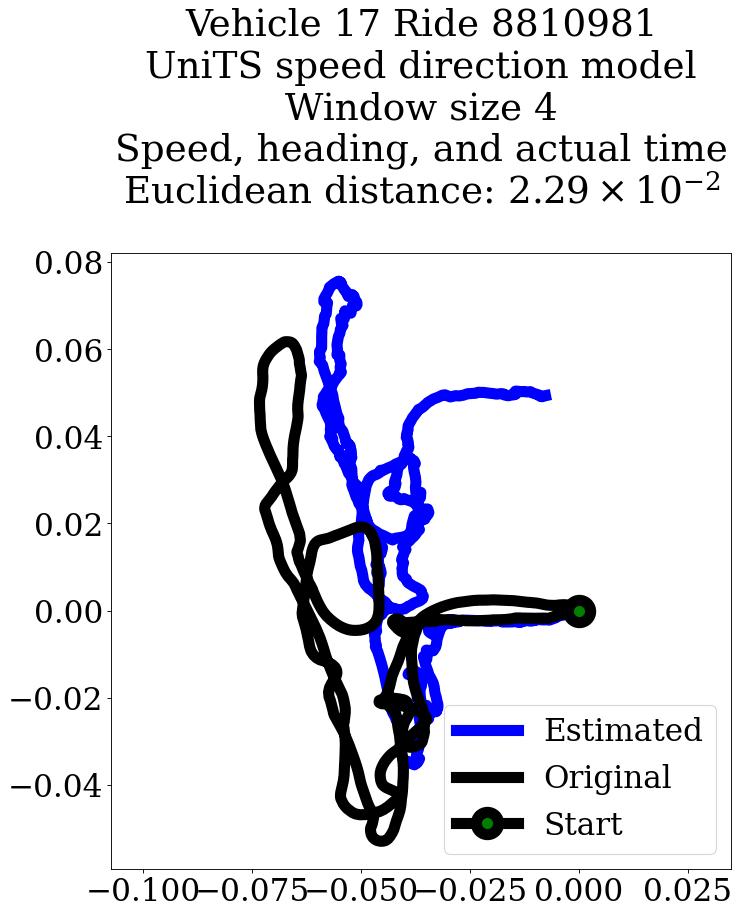 Vehicle 17 Ride 8810981
UniTS speed direction model
Window size 4
Speed, heading, and actual time
Euclidean distance: 2.29 × 10⁻²
0.08
0.06
0.04
0.02
0.00
−0.02
−0.04
Estimated
Original
Start
−0.100 −0.075 −0.050 −0.025 0.000 0.025